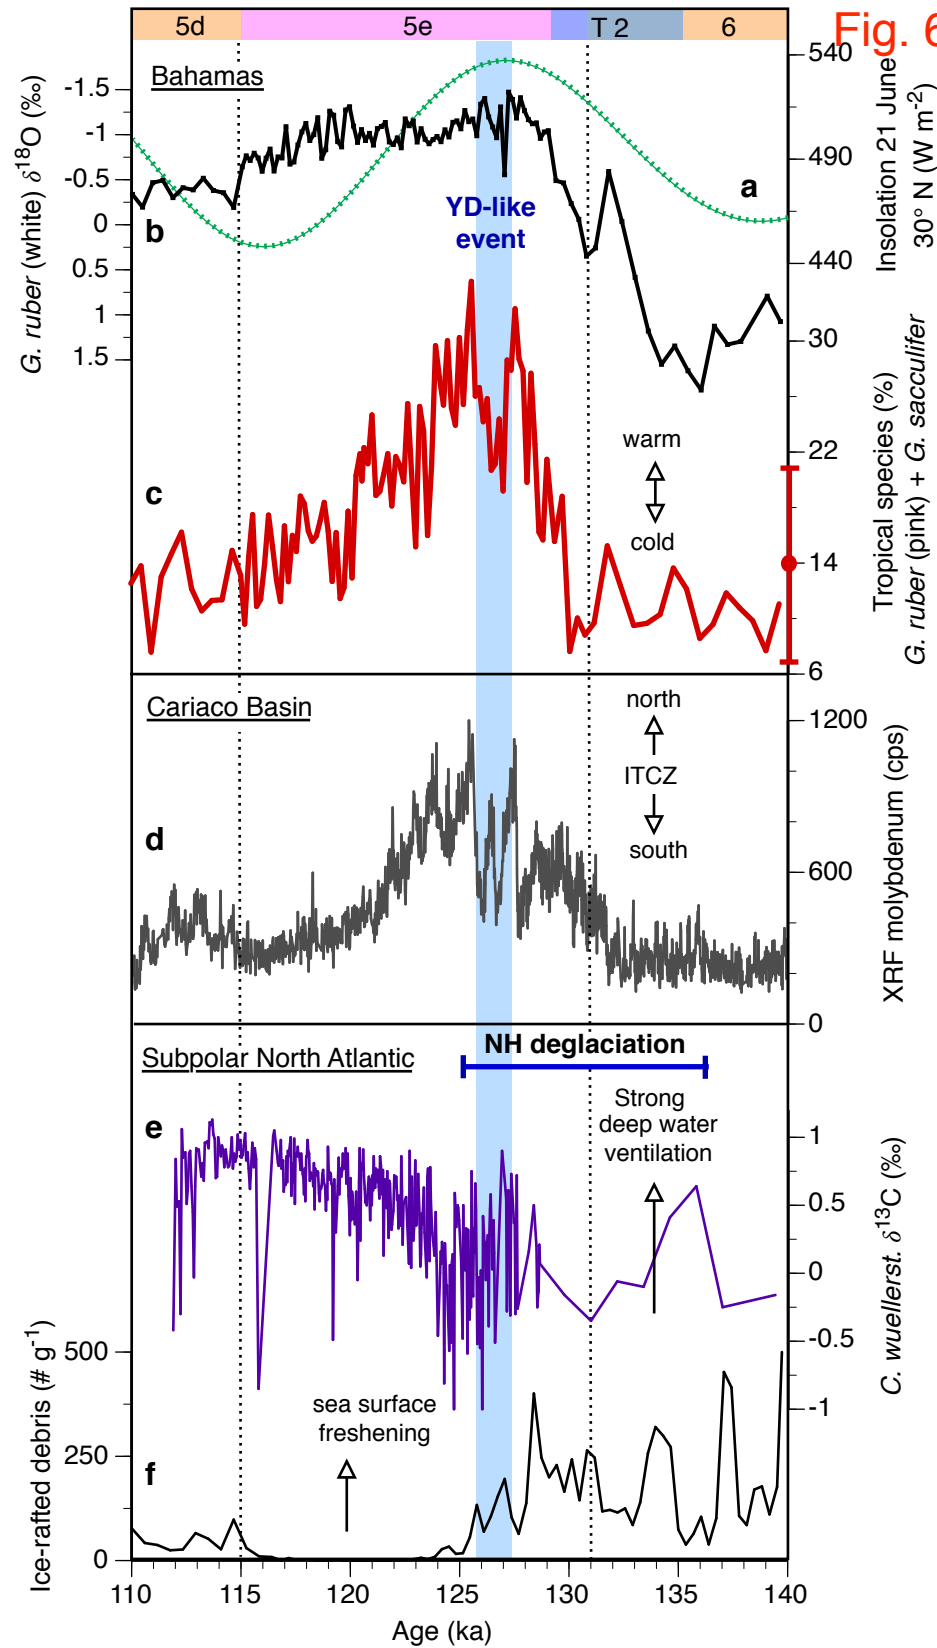 5d
5e
T 2
6
Fig. 6
Bahamas
a
b
YD-like
event
G. ruber (white) δ18O (‰)
-1.5
-1
-0.5
0
0.5
1
1.5
540
490
440
Insolation 21 June
30° N (W m-2)
c
warm
cold
30
22
14
6
Tropical species (%)
G. ruber (pink) + G. sacculifer
Cariaco Basin
d
north
ITCZ
south
1200
600
0
XRF molybdenum (cps)
Subpolar North Atlantic
NH deglaciation
e
Strong
deep water
ventilation
1
0.5
0
-0.5
-1
C. wuellerst. δ13C (‰)
sea surface
freshening
f
500
250
0
Ice-rafted debris (# g-1)
110
115
120
125
130
135
140
Age (ka)